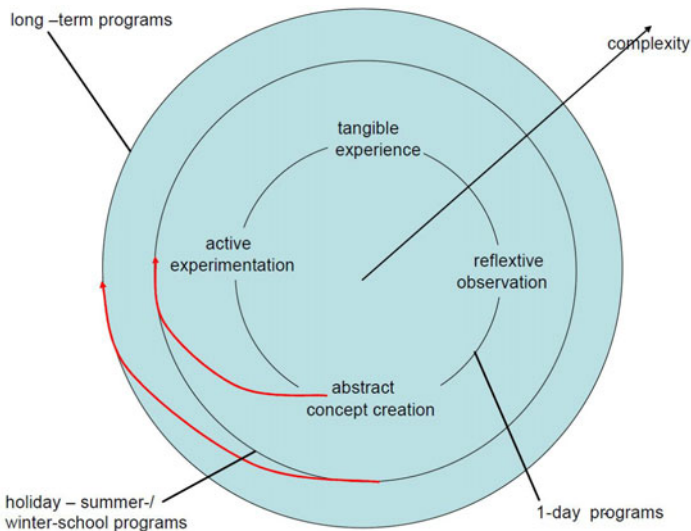 long –term programs
complexity
tangible
experience
active
experimentation
reflextive
observation
abstract
concept creation
holiday – summer-/
winter-school programs
1-day programs